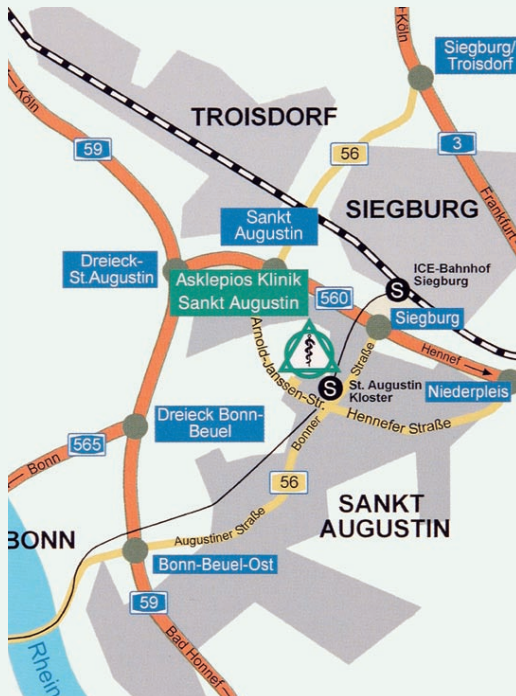 Siegburg/
Troisdorf
Köln
TROISDORF
59
56
3
Köln
Frankfurt
Sankt
Augustin
SIEGBURG
Dreieck-
St.Augustin
ICE-Bahnhof
Siegburg
S
Asklepios Klinik
Sankt Augustin
560
Siegburg
Arnold-Janssen-Str.
Straße
Hennef
S
St. Augustin
Kloster
Niederpleis
Dreieck Bonn-
Beuel
Hennefer Straße
Bonner
565
Bonn
56
SANKT
AUGUSTIN
BONN
Augustiner Straße
Bonn-Beuel-Ost
59
Bad Honnef
Rhein